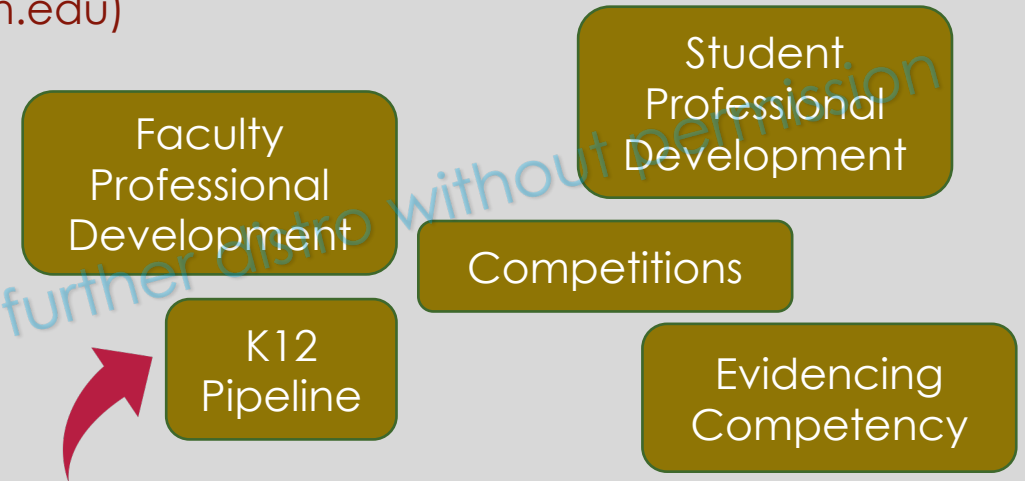 n.edu)
Student
Professional
Development
Faculty
Professional
Development
further distro without permission
Competitions
K12
Pipeline
Evidencing
Competency